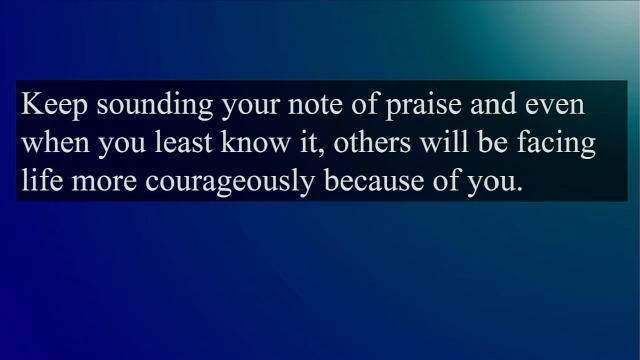 Keep sounding your note of praise and even
when you least know it, others will be facing
life more courageously because of you.